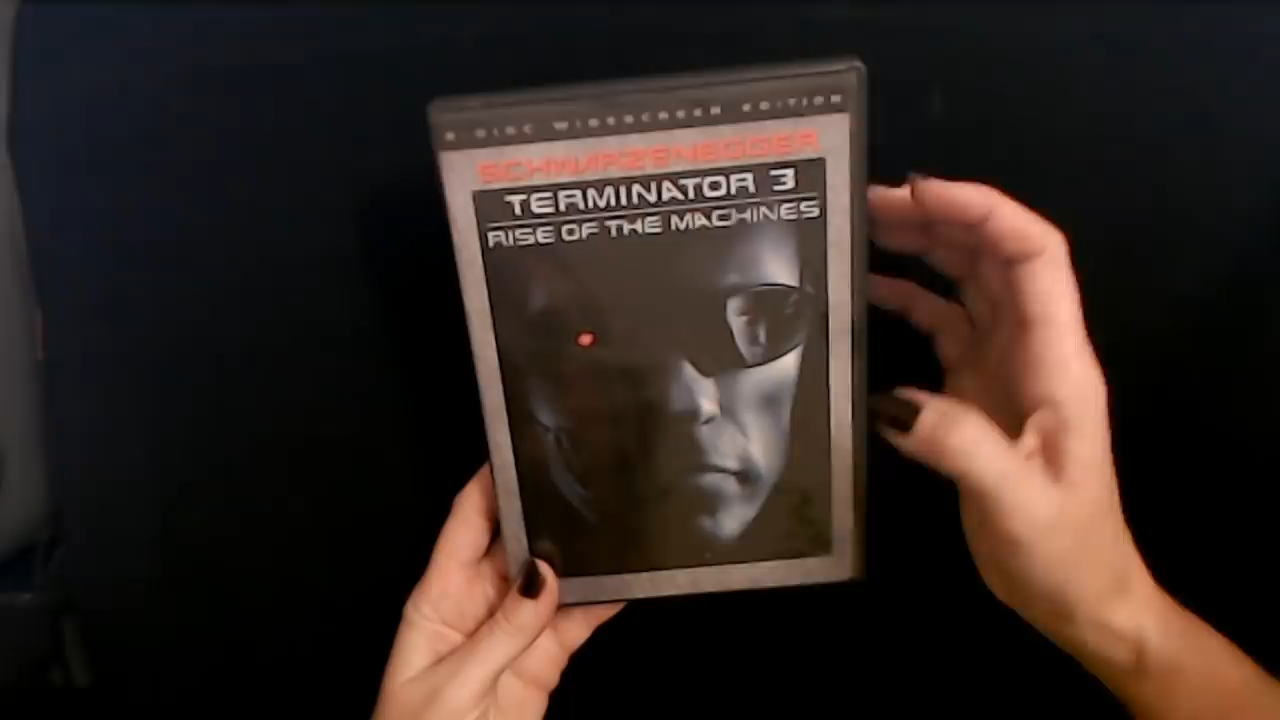 2 DISC WIDESCREEN EDITION
SCHWARZENEGGER
TERMINATOR 3
RISE OF THE MACHINES